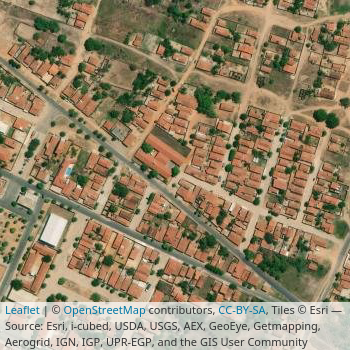 Leaflet | © OpenStreetMap contributors, CC-BY-SA, Tiles © Esri —
Source: Esri, i-cubed, USDA, USGS, AEX, GeoEye, Getmapping,
Aerogrid, IGN, IGP, UPR-EGP, and the GIS User Community